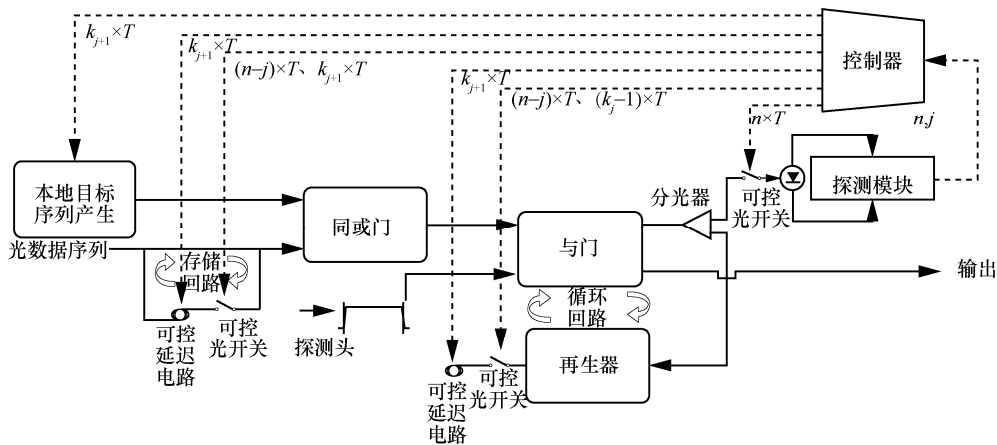 k_{j+1}×T
k_{j+1}×T
(n–j)×T、k_{j+1}×T
k_{j+1}×T
(n–j)×T、(k_j–1)×T
n×T
控制器
n,j
本地目标
序列产生
光数据序列
存储
回路
可控
延迟
电路
可控
光开关
同或门
探测头
与门
循环
回路
再生器
可控
延迟
电路
可控
光开关
分光器
可控
光开关
探测模块
输出